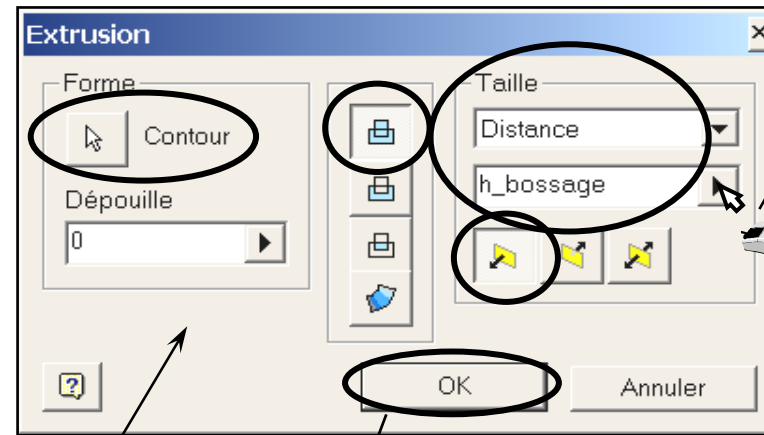 Extrusion
Forme
Contour
Dépouille
0
Taille
Distance
h_bossage
OK
Annuler